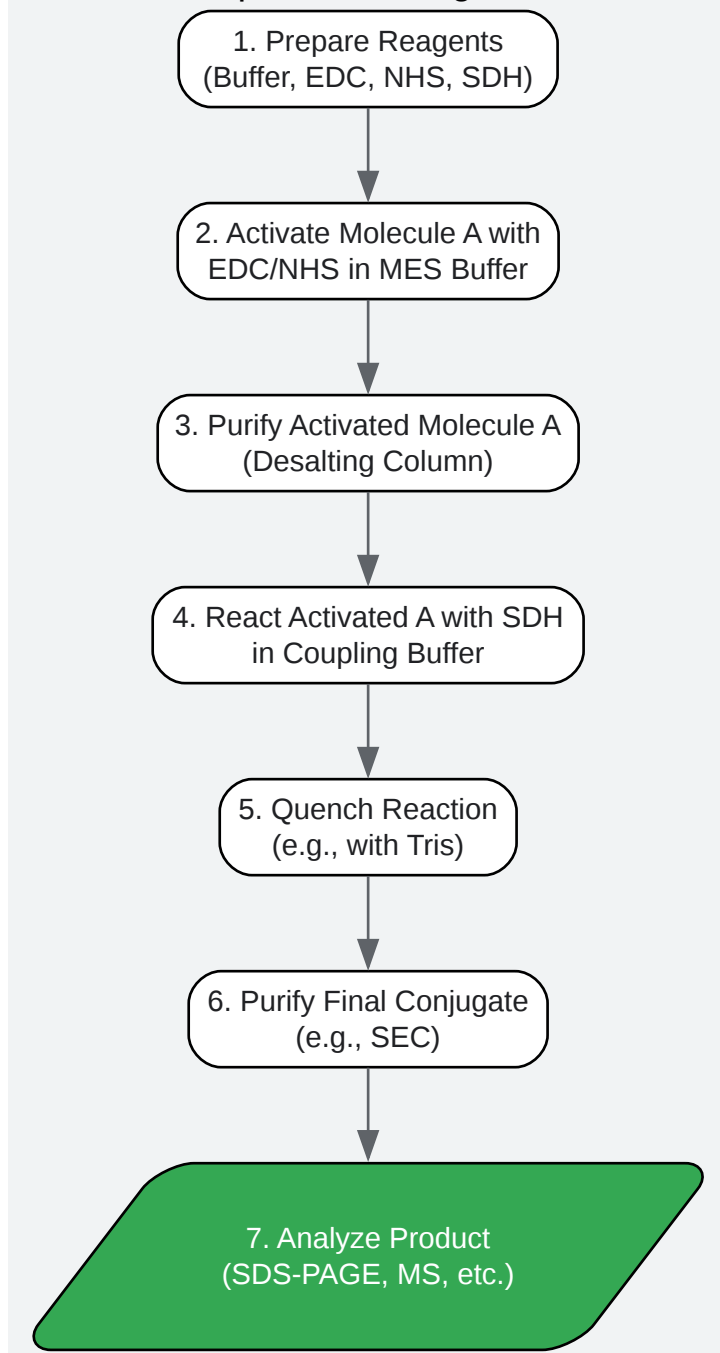 1. Prepare Reagents
(Buffer, EDC, NHS, SDH)
2. Activate Molecule A with
EDC/NHS in MES Buffer
3. Purify Activated Molecule A
(Desalting Column)
4. React Activated A with SDH
in Coupling Buffer
5. Quench Reaction
(e.g., with Tris)
6. Purify Final Conjugate
(e.g., SEC)
7. Analyze Product
(SDS-PAGE, MS, etc.)